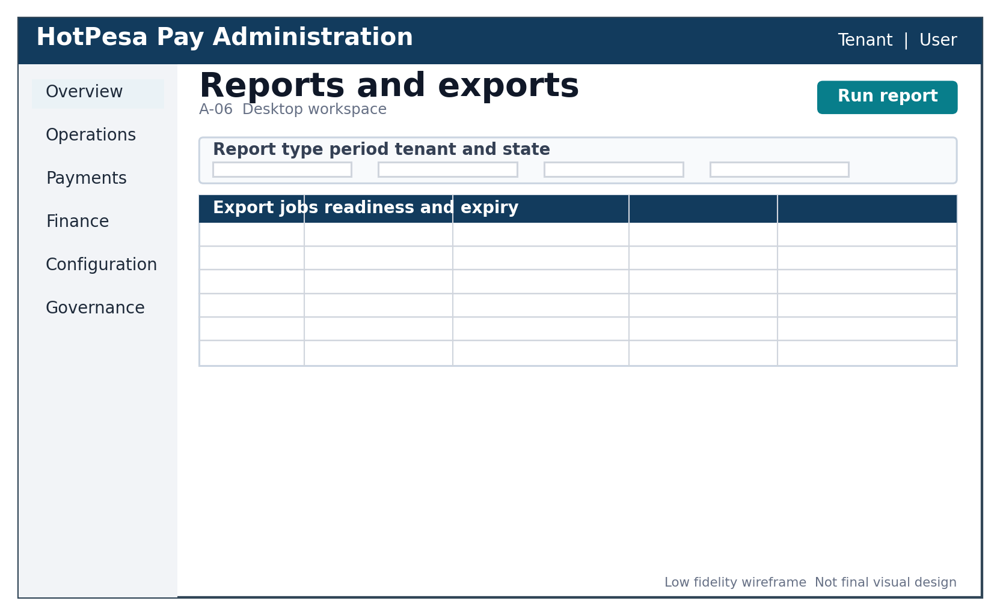 HotPesa Pay Administration
Tenant | User
Overview
Operations
Payments
Finance
Configuration
Governance
Reports and exports
A-06 Desktop workspace
Run report
Report type period tenant and state
Export jobs readiness and expiry
Low fidelity wireframe Not final visual design